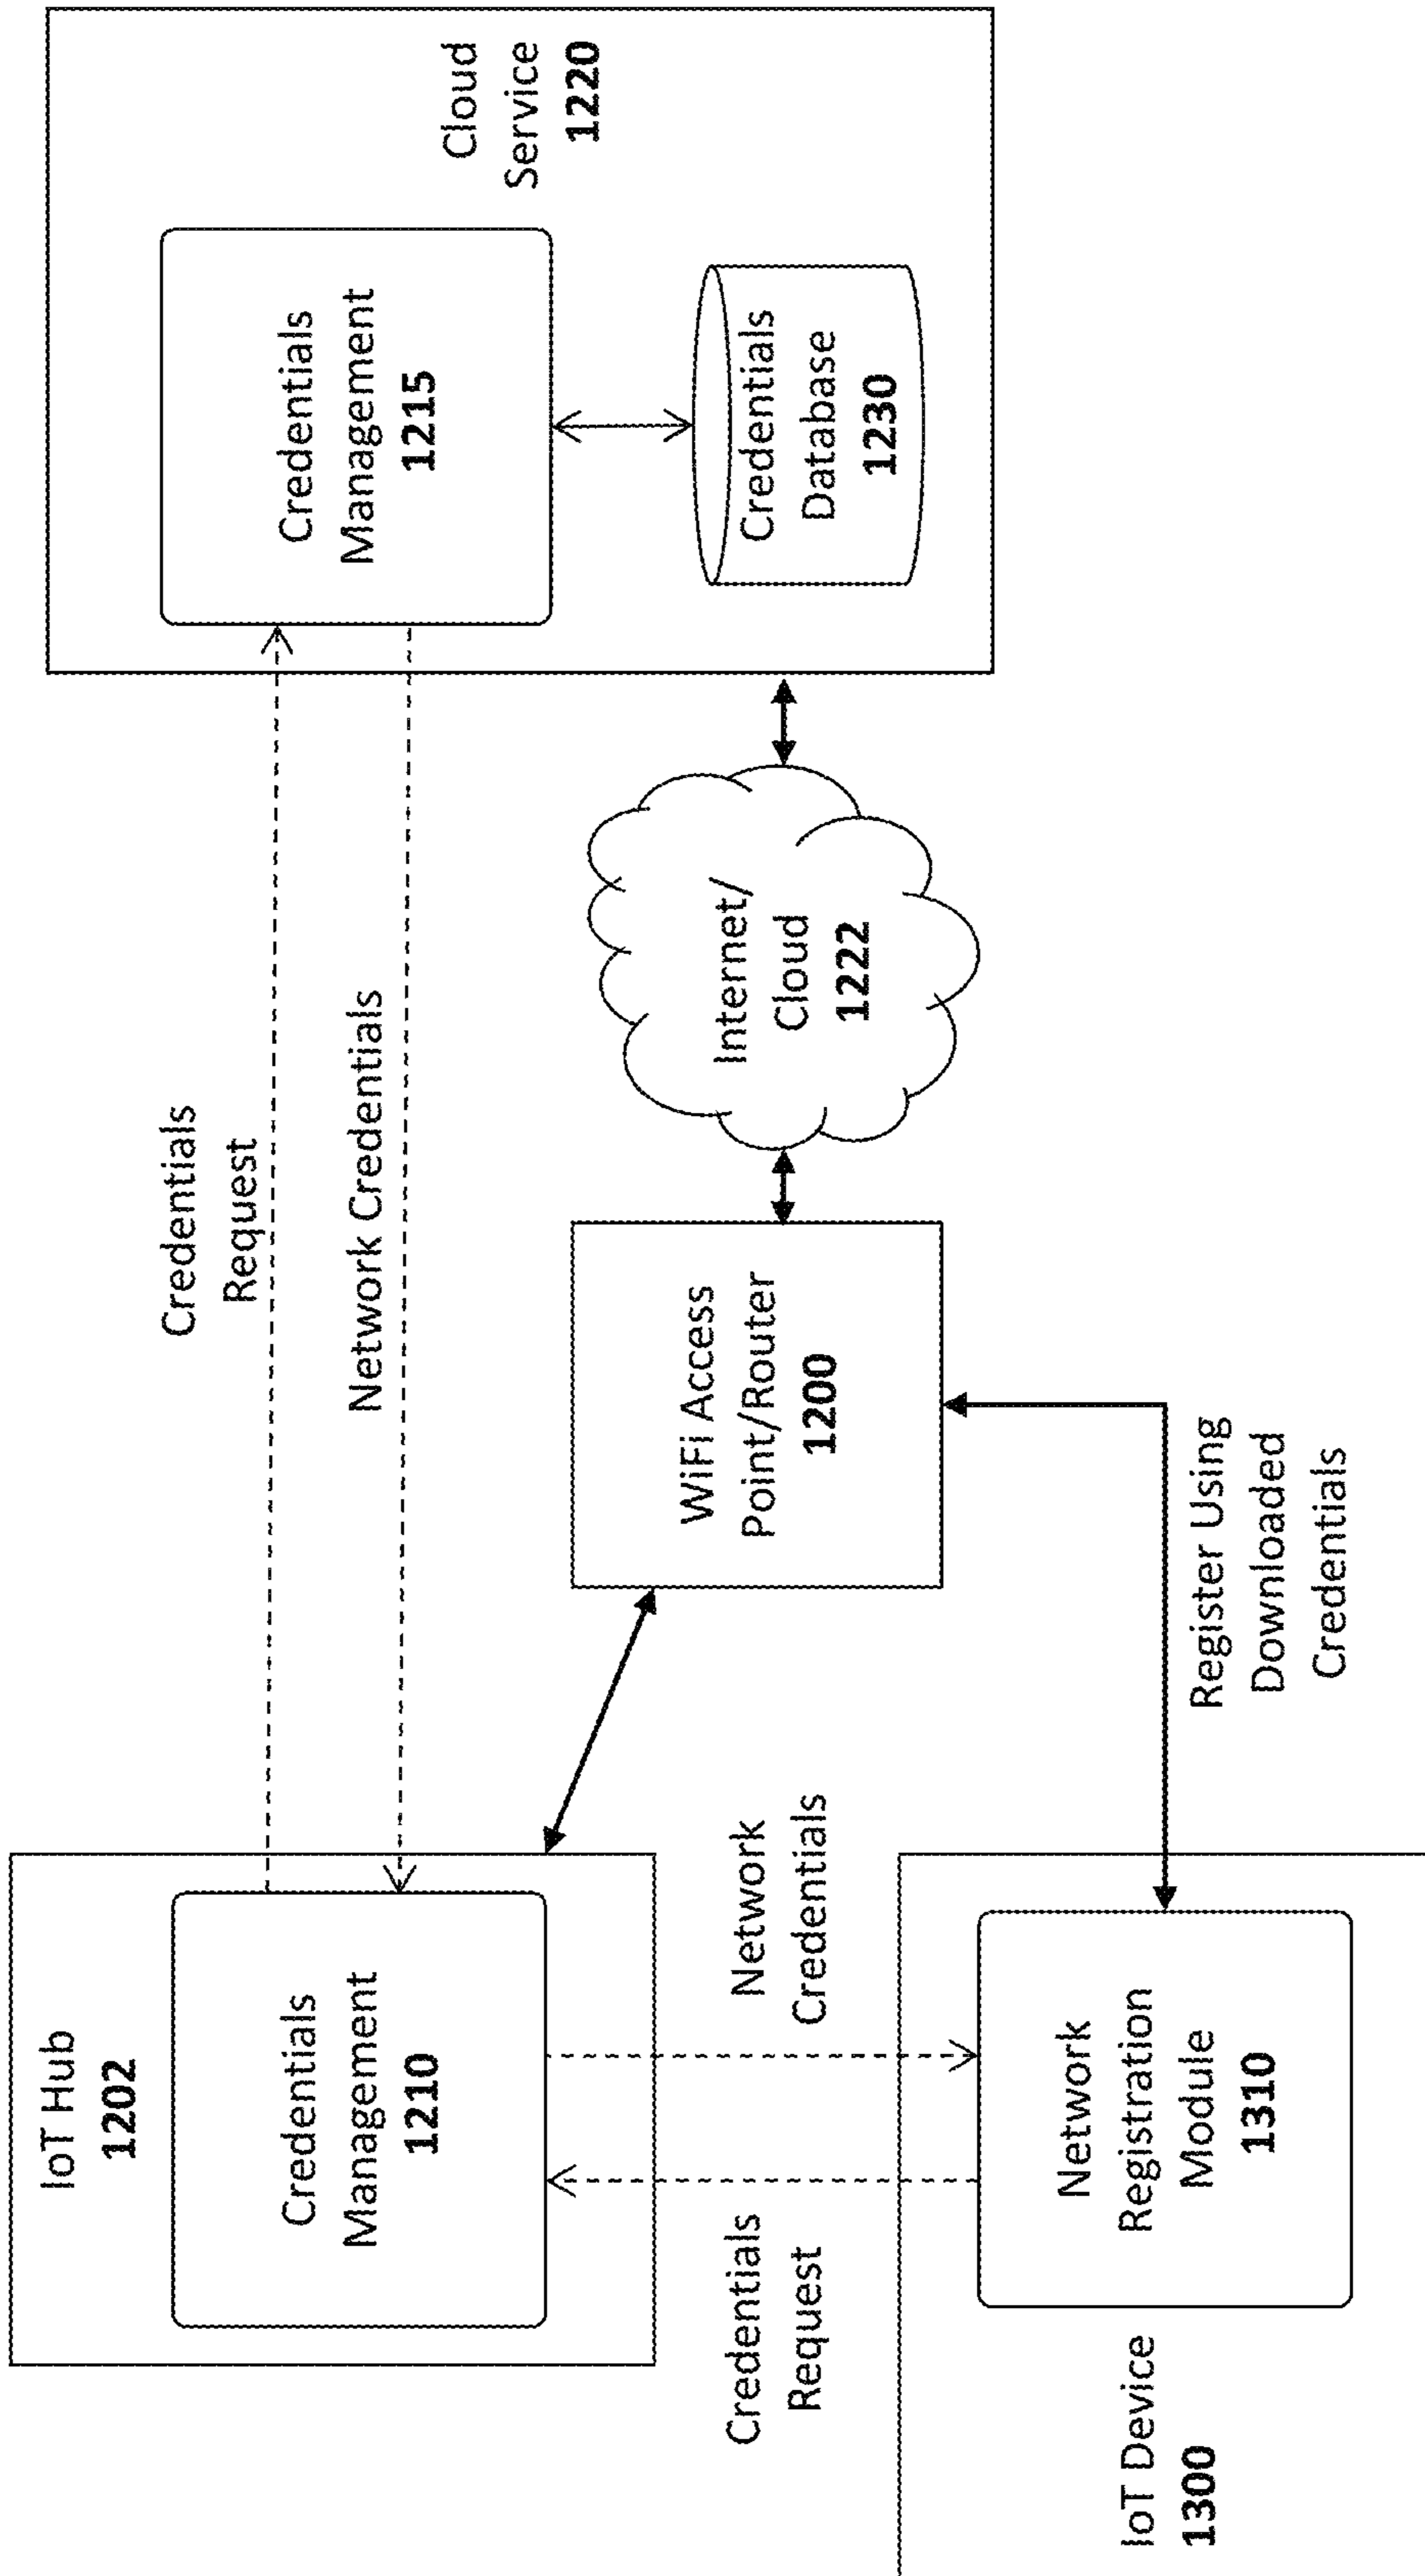 IoT Hub
1202
Credentials
Management
1210
Credentials
Request
Network Credentials
Cloud
Service
1220
Credentials
Management
1215
Credentials
Database
1230
WiFi Access
Point/Router
1200
Internet/
Cloud
1222
Credentials
Request
Network
Credentials
IoT Device
1300
Network
Registration
Module
1310
Register Using
Downloaded
Credentials